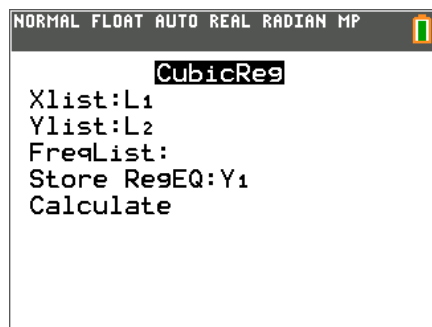 NORMAL FLOAT AUTO REAL RADIAN MP
CubicReg
Xlist:L₁
Ylist:L₂
FreqList:
Store RegEQ:Y₁
Calculate